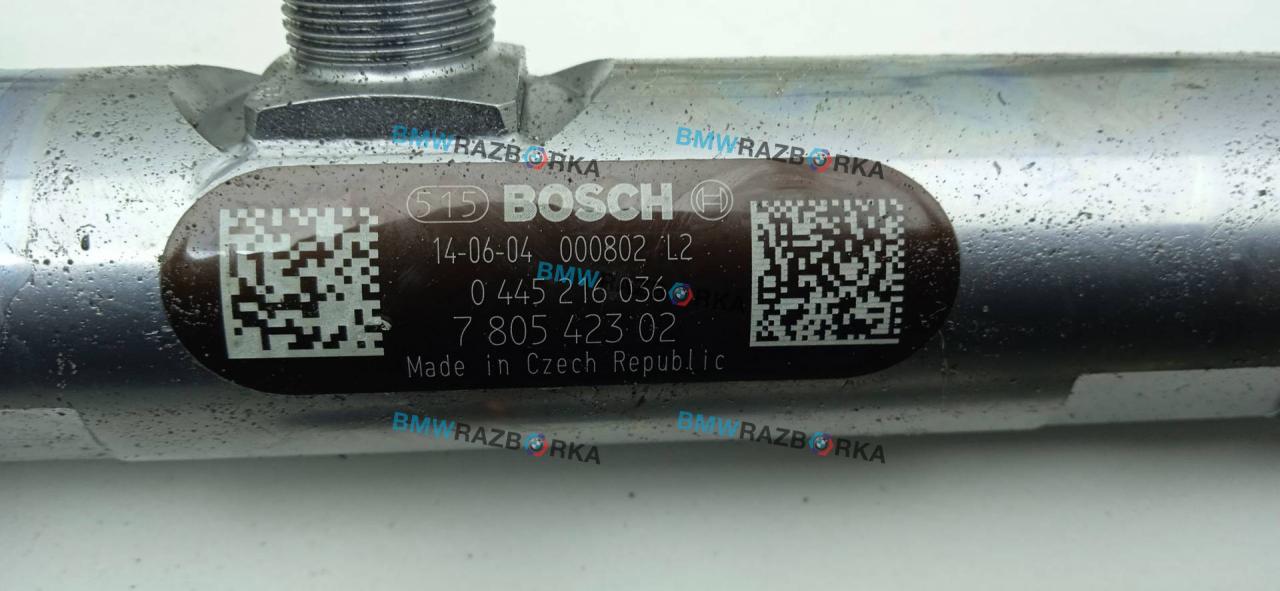 BMWRAZBORKA BMWRAZBORKA
515 BOSCH
14-06-04 000802 L2
BMWRAZBORKA
0 445 216 036
7 805 423 02
Made in Czech Republic
BMWRAZBORKA BMWRAZBORKA